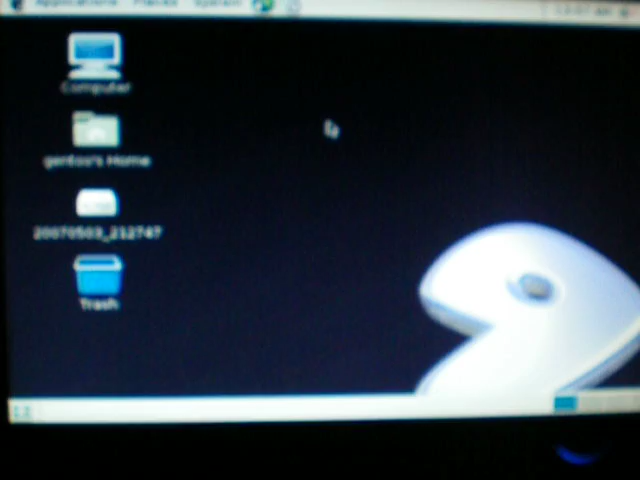 Applications Places System
Computer
gentoo's Home
20070503_212747
Trash